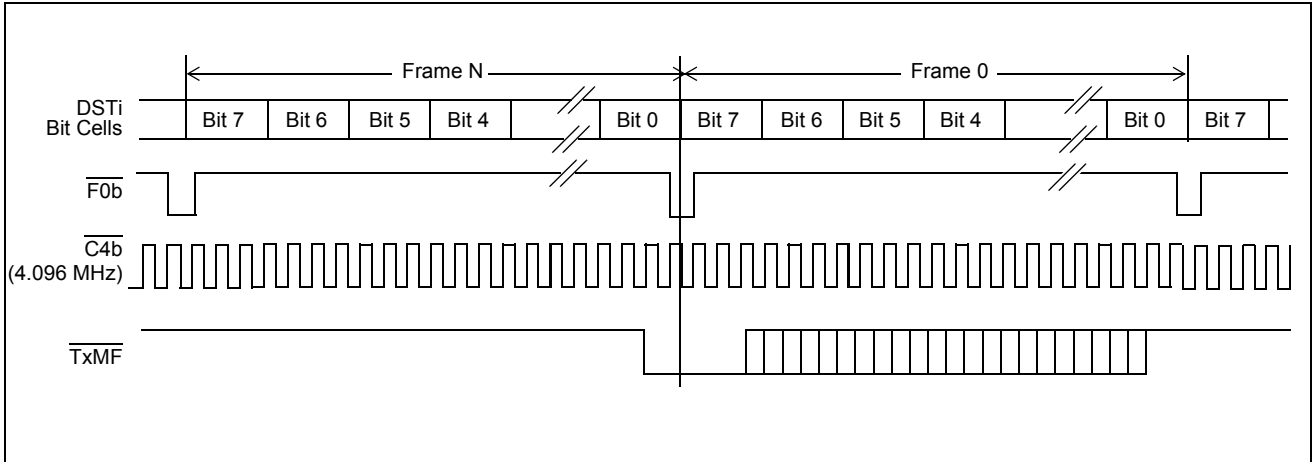 Frame N Frame 0
DSTi
Bit Cells
Bit 7 Bit 6 Bit 5 Bit 4 Bit 0 Bit 7 Bit 6 Bit 5 Bit 4 Bit 0 Bit 7
F0b
C4b
(4.096 MHz)
TxMF